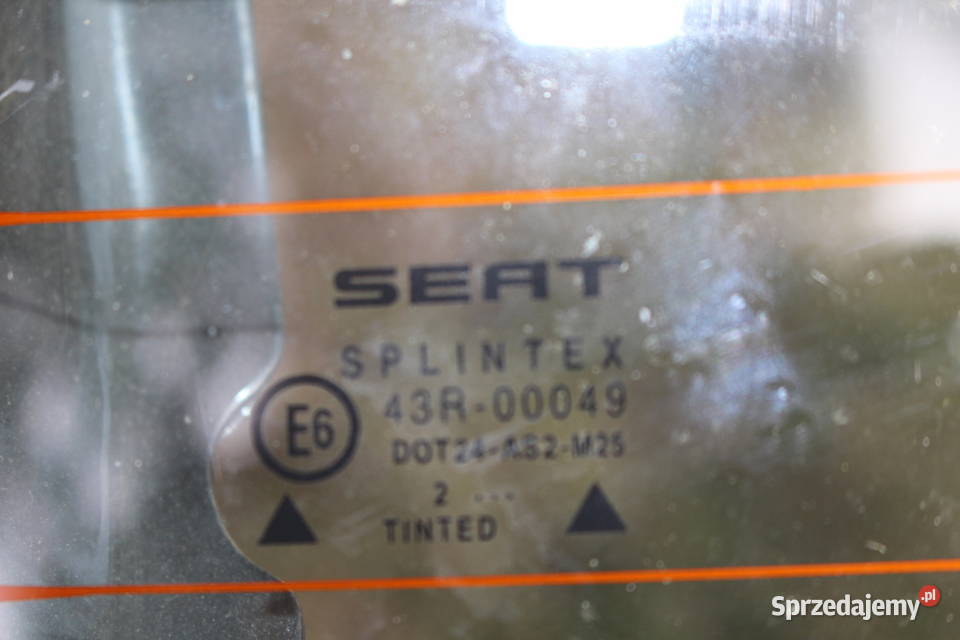 SEAT
SPLINTEX
E6
43R-00049
DOT24-AS2-M25
2 ...
TINTED
Sprzedajemy.pl